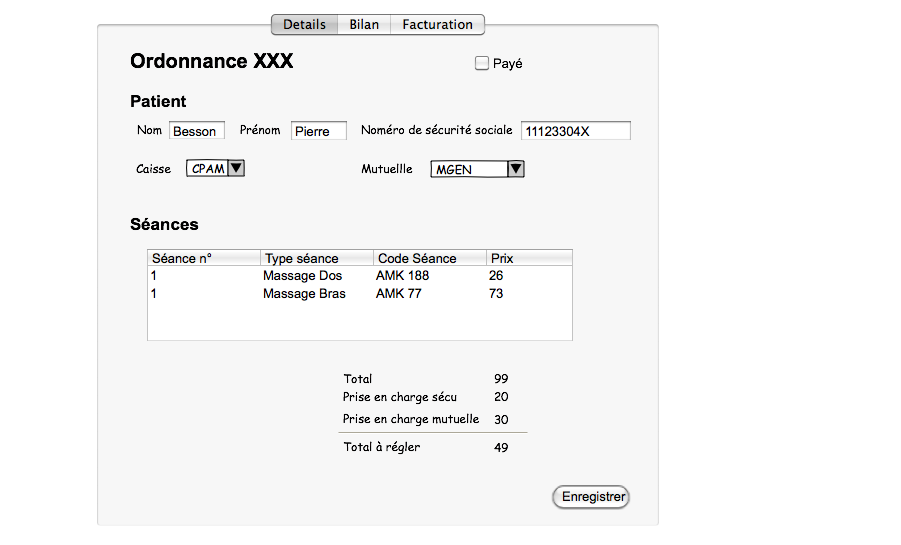 Details Bilan Facturation
Ordonnance XXX Payé
Patient
Nom Besson Prénom Pierre Noméro de sécurité sociale 11123304X
Caisse CPAM Mutuellle MGEN
Séances
Séance n° Type séance Code Séance Prix
1 Massage Dos AMK 188 26
1 Massage Bras AMK 77 73
Total 99
Prise en charge sécu 20
Prise en charge mutuelle 30
Total à régler 49
Enregistrer